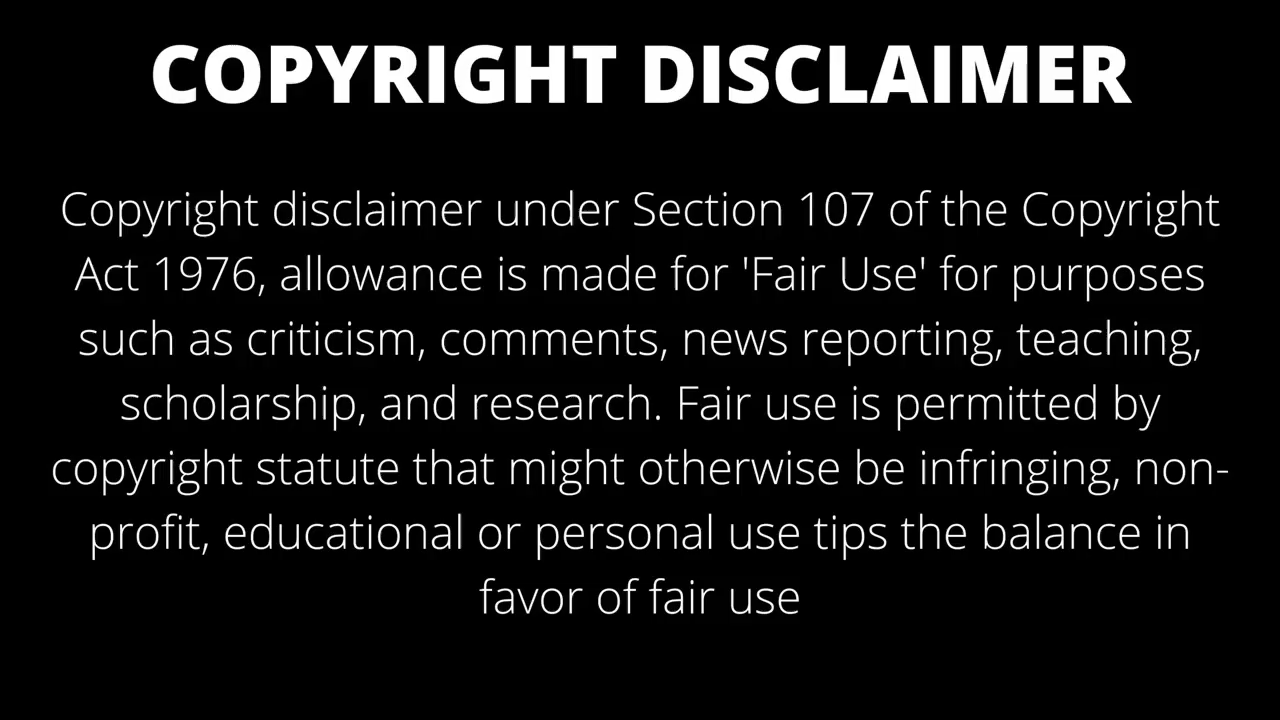 COPYRIGHT DISCLAIMER
Copyright disclaimer under Section 107 of the Copyright
Act 1976, allowance is made for 'Fair Use' for purposes
such as criticism, comments, news reporting, teaching,
scholarship, and research. Fair use is permitted by
copyright statute that might otherwise be infringing, non-
profit, educational or personal use tips the balance in
favor of fair use